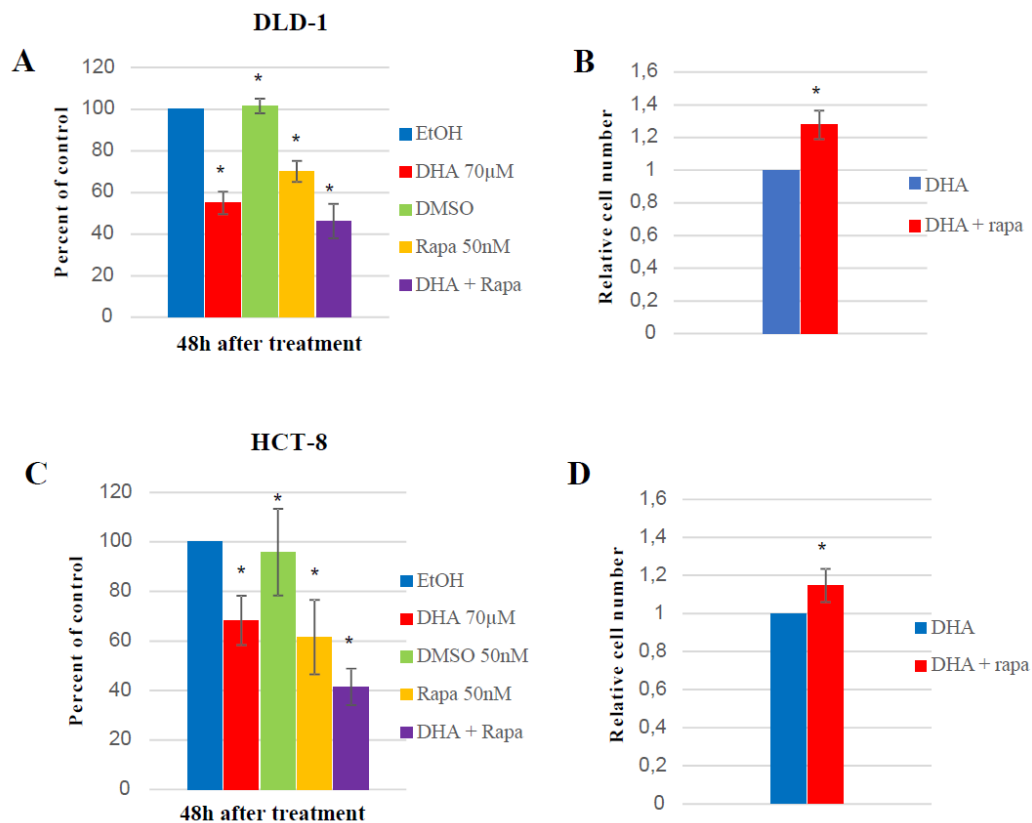 DLD-1
A
Percent of control
120
100
80
60
40
20
0
*
*
*
*
48h after treatment
EtOH
DHA 70µM
DMSO
Rapa 50nM
DHA + Rapa
B
Relative cell number
1,6
1,4
1,2
1
0,8
0,6
0,4
0,2
0
*
DHA
DHA + rapa
HCT-8
C
Percent of control
120
100
80
60
40
20
0
*
*
*
*
48h after treatment
EtOH
DHA 70µM
DMSO 50nM
Rapa 50nM
DHA + Rapa
D
Relative cell number
1,6
1,4
1,2
1
0,8
0,6
0,4
0,2
0
*
DHA
DHA + rapa